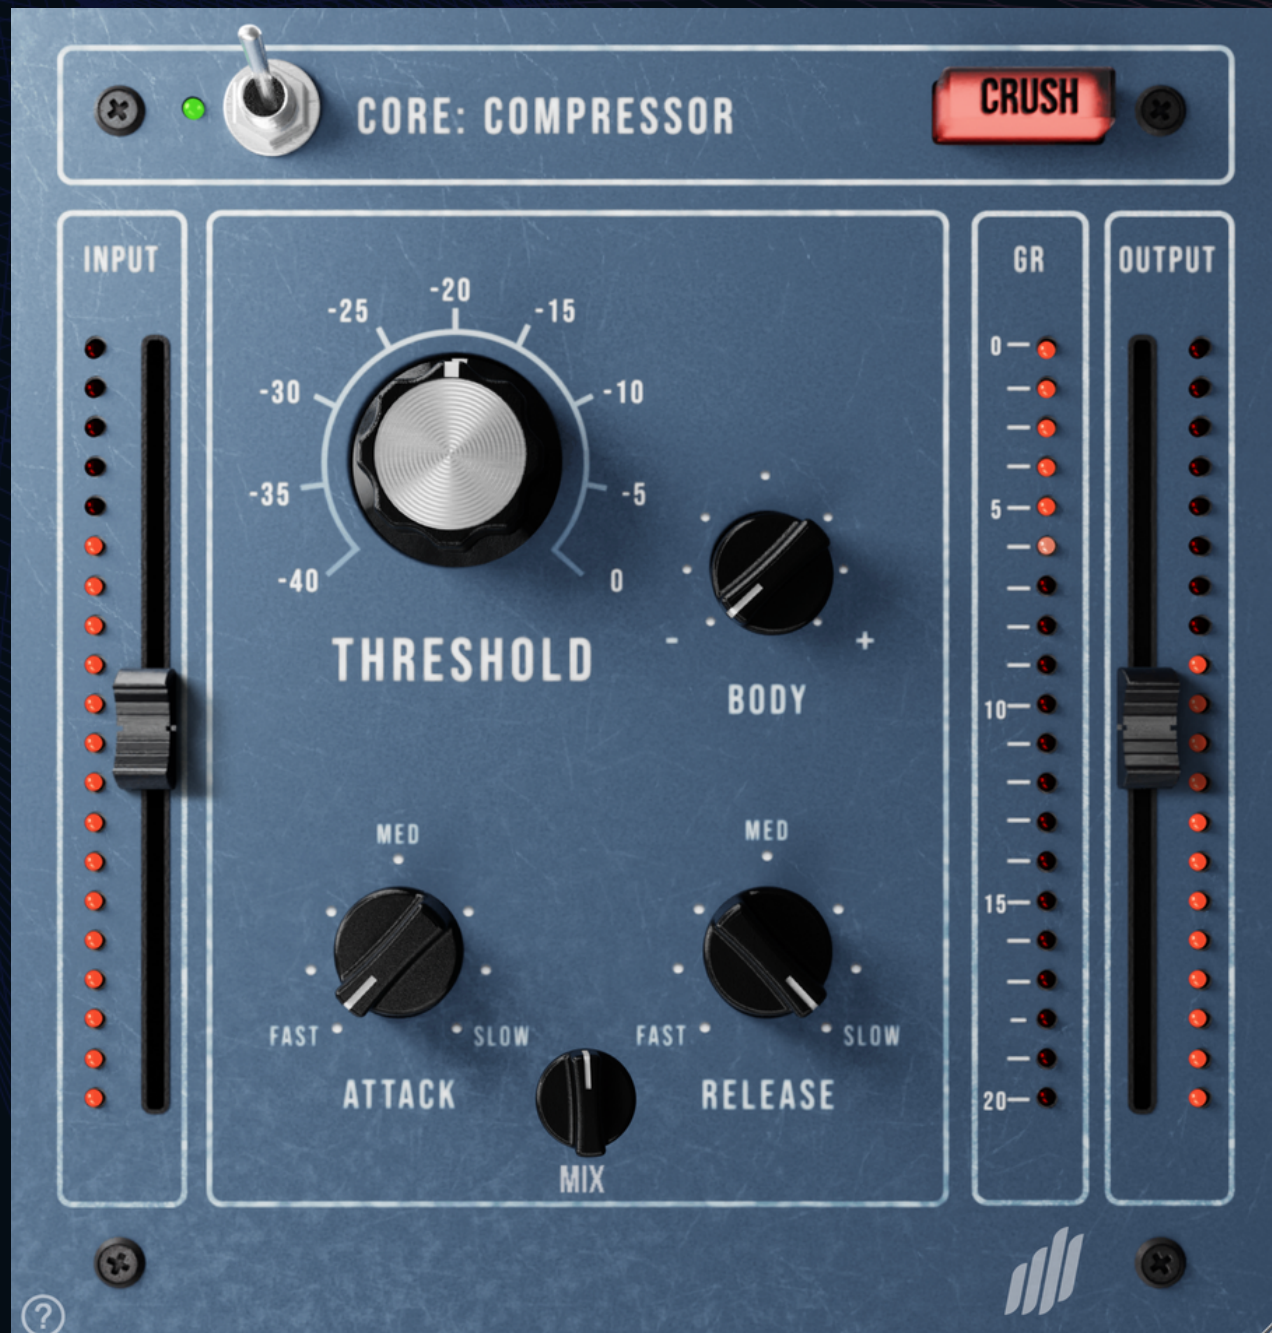 CORE: COMPRESSOR
CRUSH
INPUT
GR
OUTPUT
-20
-25
-15
-30
-10
-35
-5
-40
0
THRESHOLD
-
+
BODY
0
5
10
15
20
MED
MED
FAST
SLOW
FAST
SLOW
ATTACK
RELEASE
MIX
?